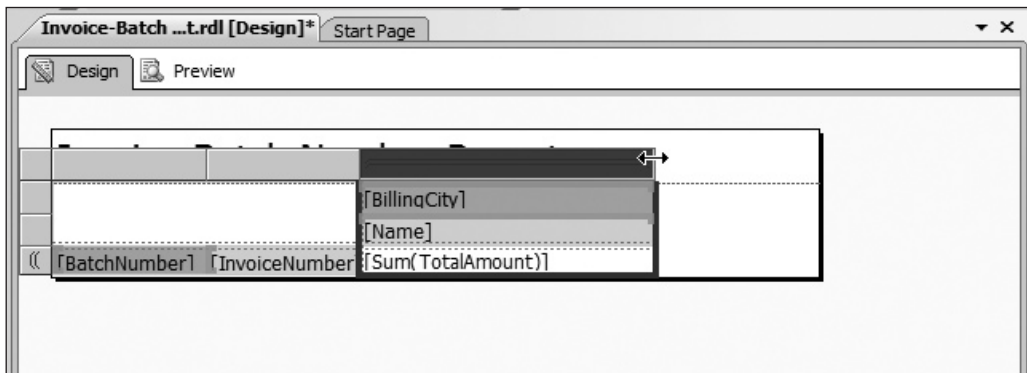 Invoice-Batch ...t.rdl [Design]* Start Page
Design Preview
[BillingCity]
[Name]
[BatchNumber] [InvoiceNumber [Sum(TotalAmount)]